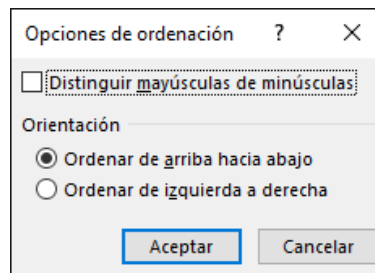 Opciones de ordenación ? ×
Distinguir mayúsculas de minúsculas
Orientación
Ordenar de arriba hacia abajo
Ordenar de izquierda a derecha
Aceptar Cancelar